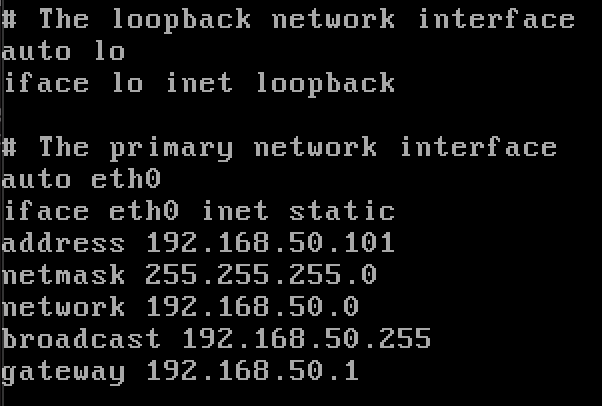 # The loopback network interface
auto lo
iface lo inet loopback
# The primary network interface
auto eth0
iface eth0 inet static
address 192.168.50.101
netmask 255.255.255.0
network 192.168.50.0
broadcast 192.168.50.255
gateway 192.168.50.1